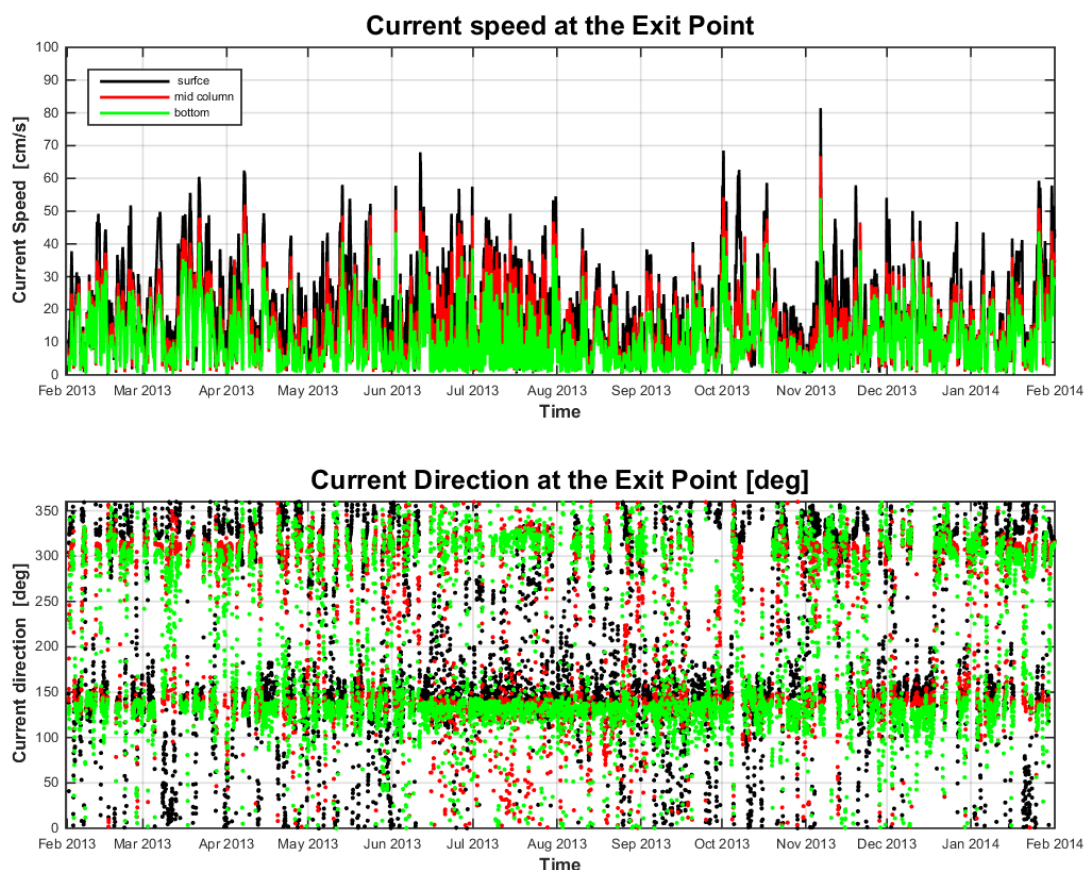 Current speed at the Exit Point
100
90
80
70
60
50
40
30
20
10
0
Current Speed [cm/s]
surfce
mid column
bottom
Feb 2013 Mar 2013 Apr 2013 May 2013 Jun 2013 Jul 2013 Aug 2013 Sep 2013 Oct 2013 Nov 2013 Dec 2013 Jan 2014 Feb 2014
Time
Current Direction at the Exit Point [deg]
350
300
250
200
150
100
50
0
Current direction [deg]
Feb 2013 Mar 2013 Apr 2013 May 2013 Jun 2013 Jul 2013 Aug 2013 Sep 2013 Oct 2013 Nov 2013 Dec 2013 Jan 2014 Feb 2014
Time